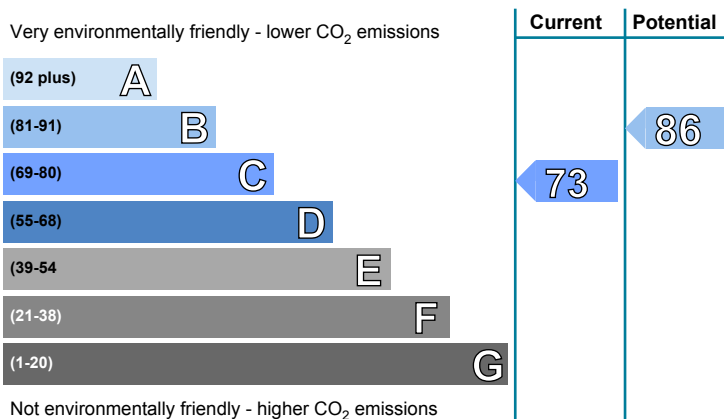 Current Potential
Very environmentally friendly - lower CO2 emissions
(92 plus) A
(81-91) B 86
(69-80) C 73
(55-68) D
(39-54 E
(21-38) F
(1-20) G
Not environmentally friendly - higher CO2 emissions